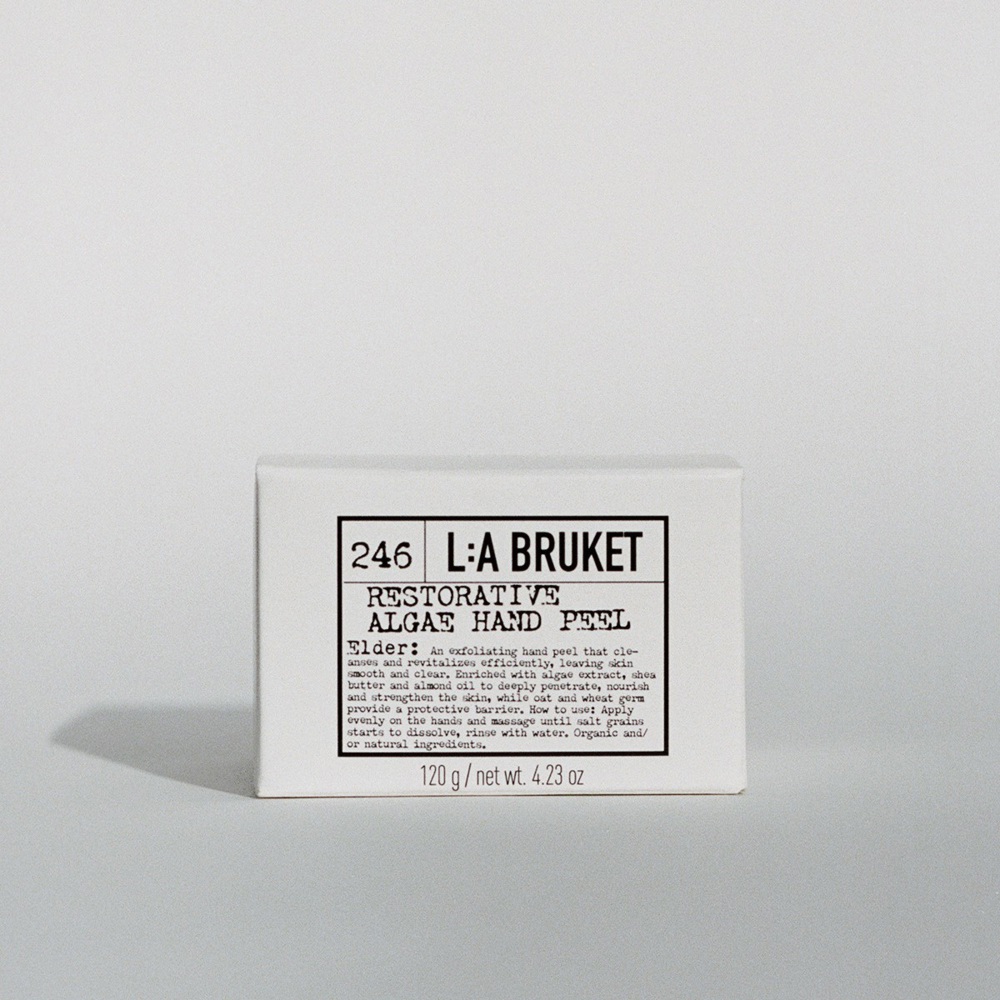 246 L:A BRUKET
RESTORATIVE
ALGAE HAND PEEL
Elder: An exfoliating hand peel that cle-
anses and revitalizes efficiently, leaving skin
smooth and clear. Enriched with algae extract, shea
butter and almond oil to deeply penetrate, nourish
and strengthen the skin, while oat and wheat germ
provide a protective barrier. How to use: Apply
evenly on the hands and massage until salt grains
starts to dissolve, rinse with water. Organic and/
or natural ingredients.
120 g / net wt. 4.23 oz